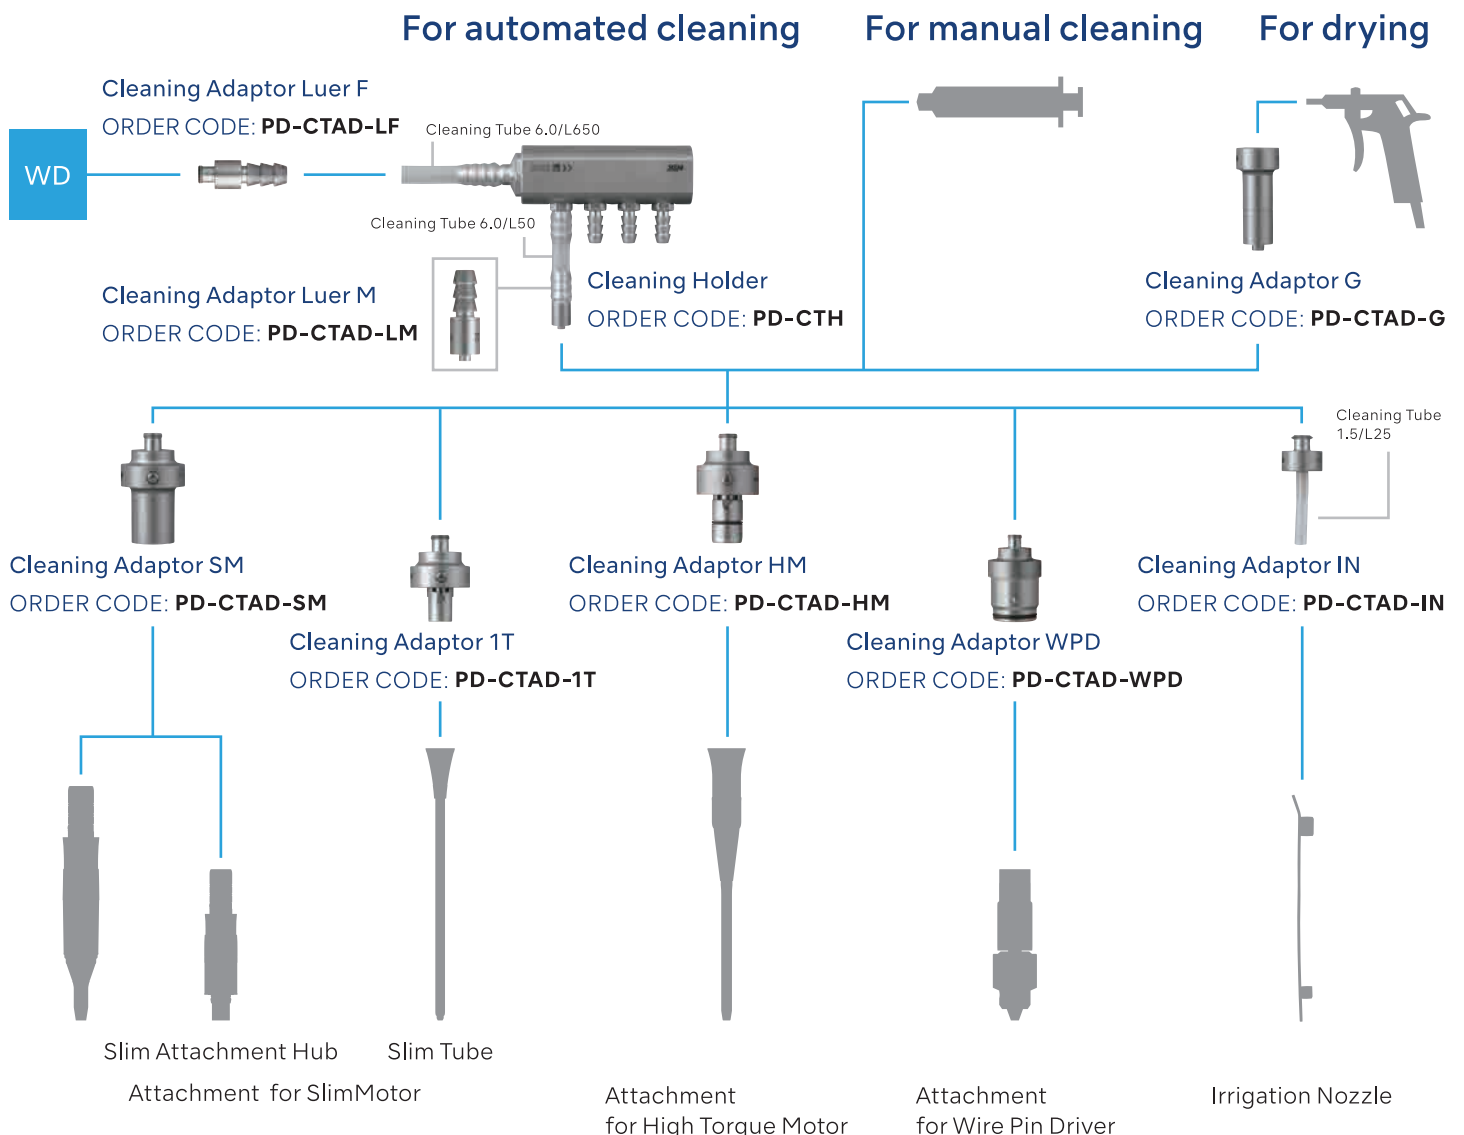 For automated cleaning
For manual cleaning
For drying
Cleaning Adaptor Luer F
ORDER CODE: PD-CTAD-LF
WD
Cleaning Tube 6.0/L650
Cleaning Tube 6.0/L50
Cleaning Adaptor Luer M
ORDER CODE: PD-CTAD-LM
Cleaning Holder
ORDER CODE: PD-CTH
Cleaning Adaptor G
ORDER CODE: PD-CTAD-G
Cleaning Tube
1.5/L25
Cleaning Adaptor SM
ORDER CODE: PD-CTAD-SM
Cleaning Adaptor 1T
ORDER CODE: PD-CTAD-1T
Cleaning Adaptor HM
ORDER CODE: PD-CTAD-HM
Cleaning Adaptor WPD
ORDER CODE: PD-CTAD-WPD
Cleaning Adaptor IN
ORDER CODE: PD-CTAD-IN
Slim Attachment Hub
Slim Tube
Attachment for SlimMotor
Attachment
for High Torque Motor
Attachment
for Wire Pin Driver
Irrigation Nozzle